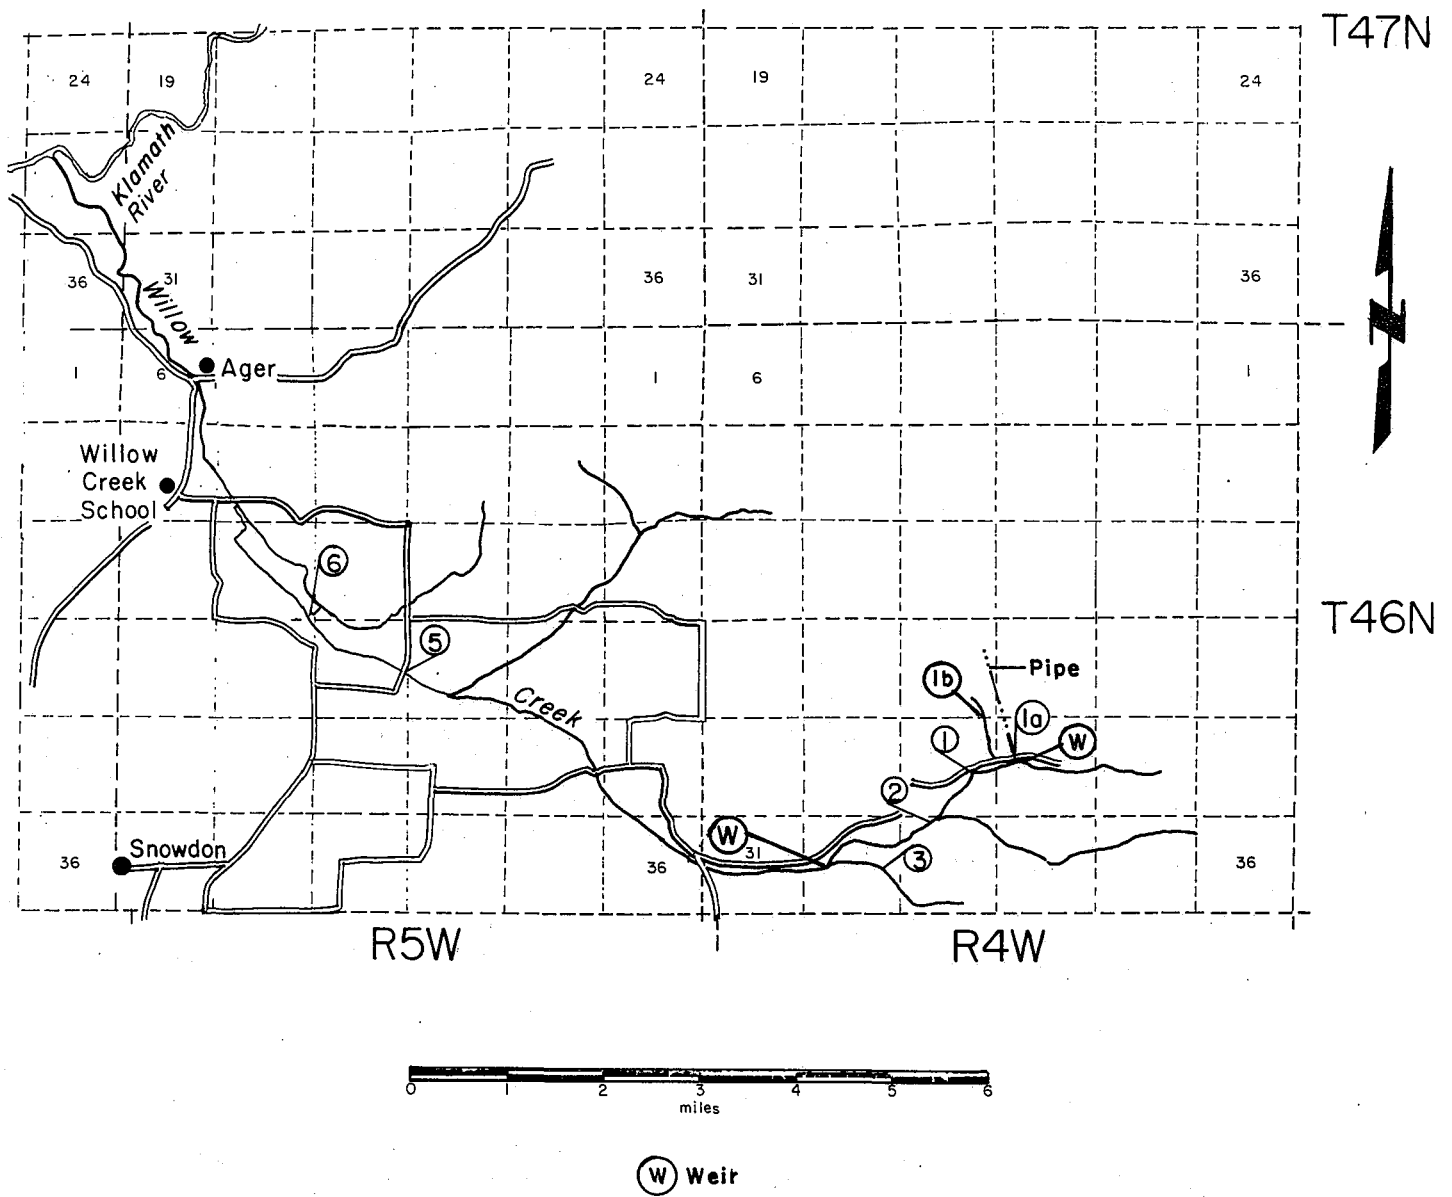 T47N
24 19 24 19 24
Klamath
River
36 31 36 31 36
Willow
Ager
1 6 1 6 1
Willow
Creek
School
6
T46N
5
Creek
1b
Pipe
1a
1
W
2
W
31
3
Snowdon
36 36 36
R5W R4W
0 1 2 3 4 5 6
miles
W Weir
N